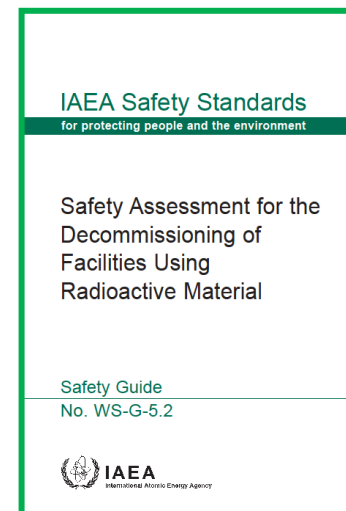 IAEA Safety Standards
for protecting people and the environment
Safety Assessment for the
Decommissioning of
Facilities Using
Radioactive Material
Safety Guide
No. WS-G-5.2
IAEA
International Atomic Energy Agency